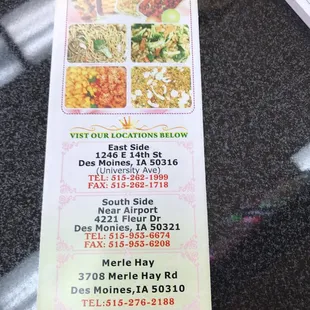 VIST OUR LOCATIONS BELOW
East Side
1246 E 14th St
Des Moines, IA 50316
(University Ave)
TEL: 515-262-1999
FAX: 515-262-1718
South Side
Near Airport
4221 Fleur Dr
Des Monies, IA 50321
TEL: 515-953-6674
FAX: 515-953-6208
Merle Hay
3708 Merle Hay Rd
Des Moines, IA 50310
TEL:515-276-2188